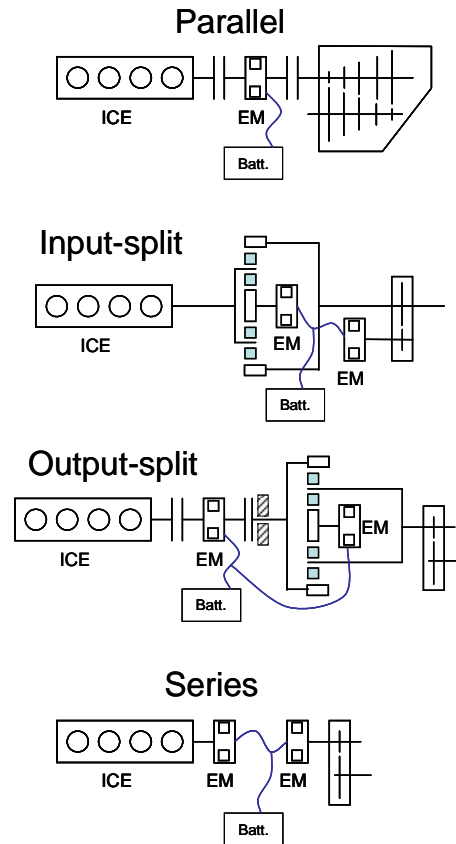 Parallel
ICE
EM
Batt.
Input-split
ICE
EM
EM
Batt.
Output-split
EM
ICE
EM
Batt.
Series
ICE
EM
EM
Batt.